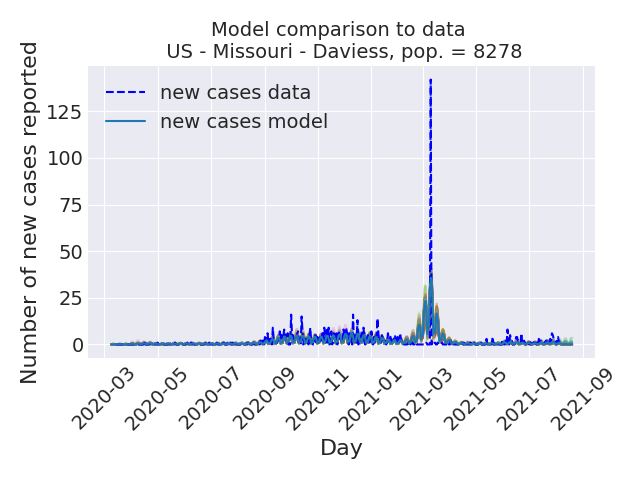 Model comparison to data
US - Missouri - Daviess, pop. = 8278
Number of new cases reported
new cases data
new cases model
125
100
75
50
25
0
2020-03
2020-05
2020-07
2020-09
2020-11
2021-01
2021-03
2021-05
2021-07
2021-09
Day